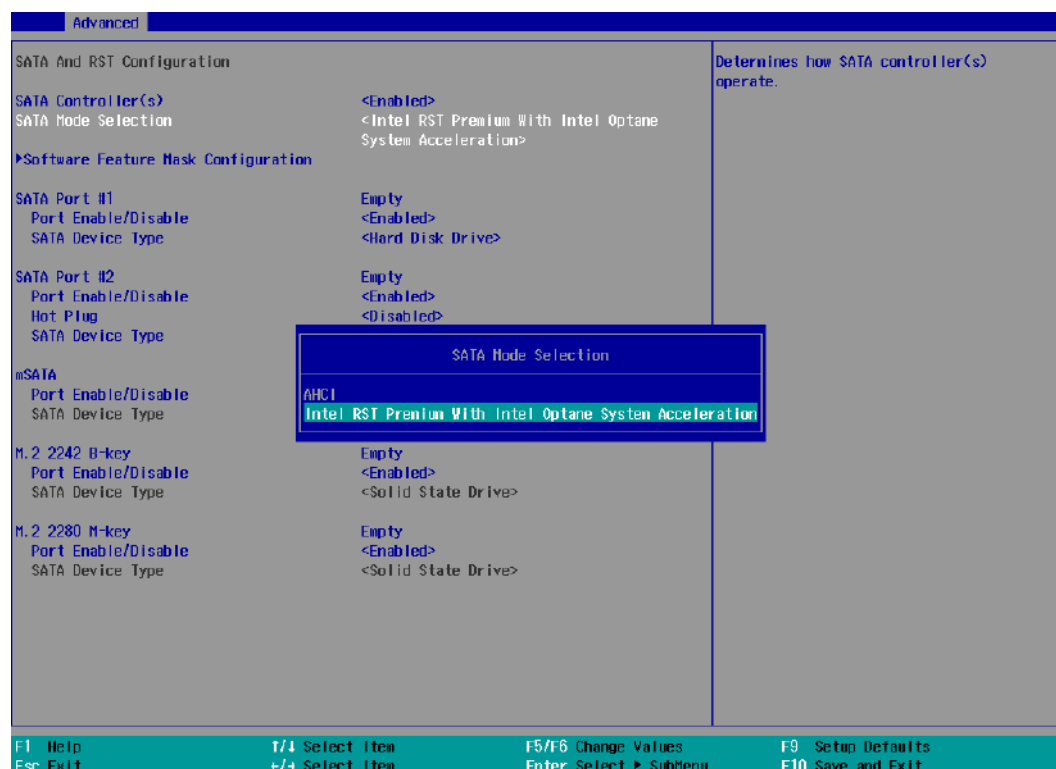 Advanced
SATA And RST Configuration
Determines how SATA controller(s)
operate.
SATA Controller(s) <Enabled>
SATA Mode Selection <Intel RST Premium With Intel Optane
System Acceleration>
▶Software Feature Mask Configuration
SATA Port #1 Empty
Port Enable/Disable <Enabled>
SATA Device Type <Hard Disk Drive>
SATA Port #2 Empty
Port Enable/Disable <Enabled>
Hot Plug <Disabled>
SATA Device Type
SATA Mode Selection
AHCI
Intel RST Premium With Intel Optane System Acceleration
mSATA
Port Enable/Disable
SATA Device Type
M.2 2242 B-key Empty
Port Enable/Disable <Enabled>
SATA Device Type <Solid State Drive>
M.2 2280 M-key Empty
Port Enable/Disable <Enabled>
SATA Device Type <Solid State Drive>
F1 Help ↑/↓ Select Item F5/F6 Change Values F9 Setup Defaults
Esc Exit ←/→ Select Item Enter Select ▶ SubMenu F10 Save and Exit